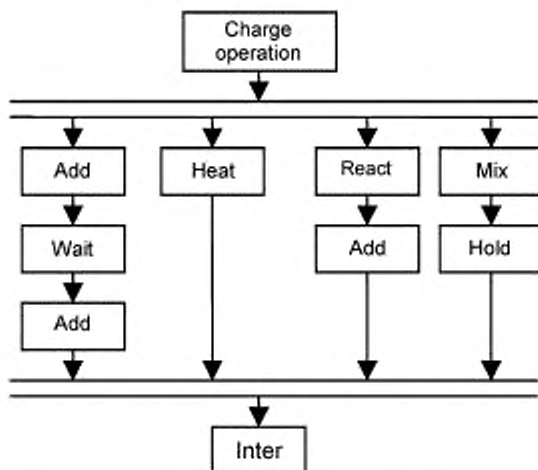 Charge
operation
Add
Heat
React
Mix
Wait
Add
Hold
Add
Inter